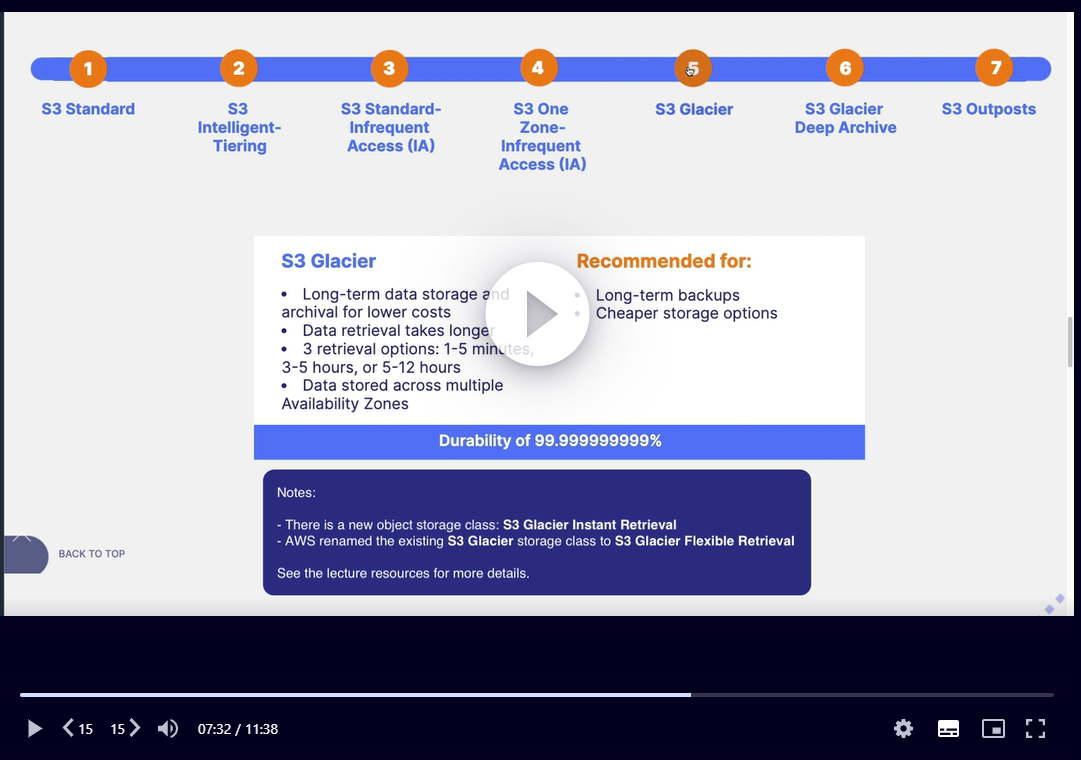 1
2
3
4
5
6
7
S3 Standard
S3
Intelligent-
Tiering
S3 Standard-
Infrequent
Access (IA)
S3 One
Zone-
Infrequent
Access (IA)
S3 Glacier
S3 Glacier
Deep Archive
S3 Outposts
S3 Glacier
• Long-term data storage and
archival for lower costs
• Data retrieval takes longer
• 3 retrieval options: 1-5 minutes,
3-5 hours, or 5-12 hours
• Data stored across multiple
Availability Zones
Recommended for:
• Long-term backups
• Cheaper storage options
Durability of 99.999999999%
Notes:
- There is a new object storage class: S3 Glacier Instant Retrieval
- AWS renamed the existing S3 Glacier storage class to S3 Glacier Flexible Retrieval
See the lecture resources for more details.
BACK TO TOP
15
15
07:32 / 11:38